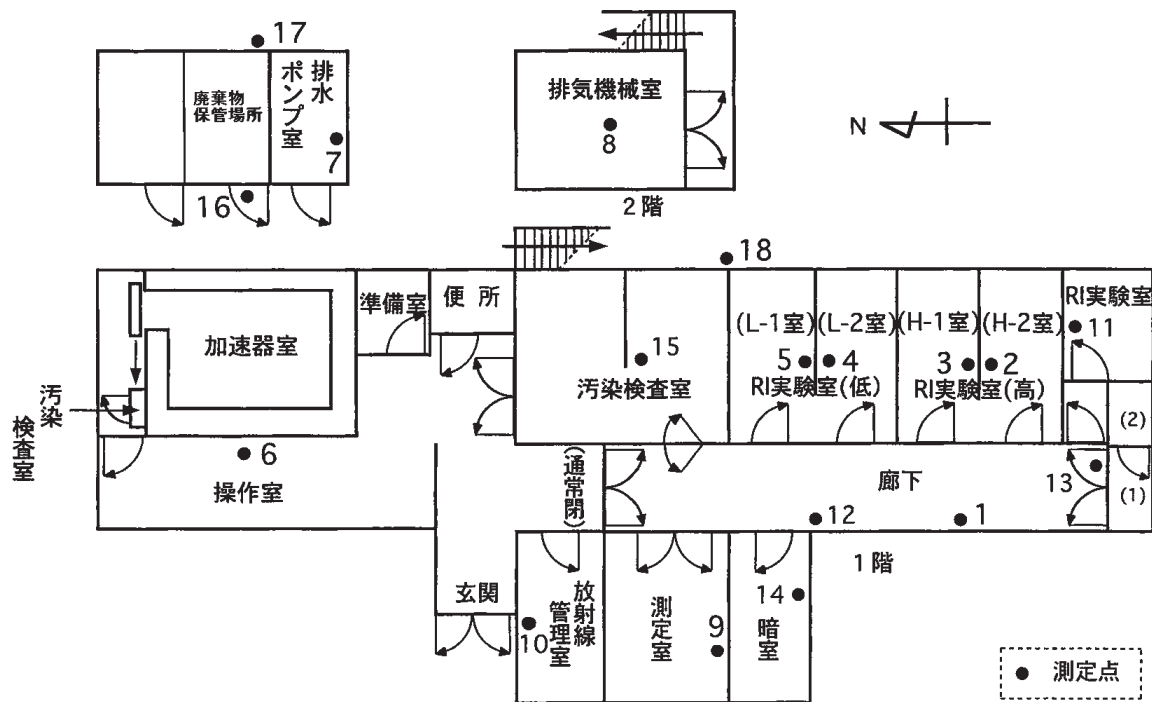 17
排水
ポンプ室
廃棄物
保管場所
7
16
排気機械室
8
2階
N
18
加速器室
準備室
便所
汚染
検査室
6
操作室
15
汚染検査室
(L-1室)
(L-2室)
5
4
RI実験室(低)
(H-1室)
(H-2室)
3
2
RI実験室(高)
RI実験室
11
(2)
(1)
13
(通常閉)
廊下
12
1
1階
玄関
放射線
管理室
10
測定室
9
14
暗室
測定点